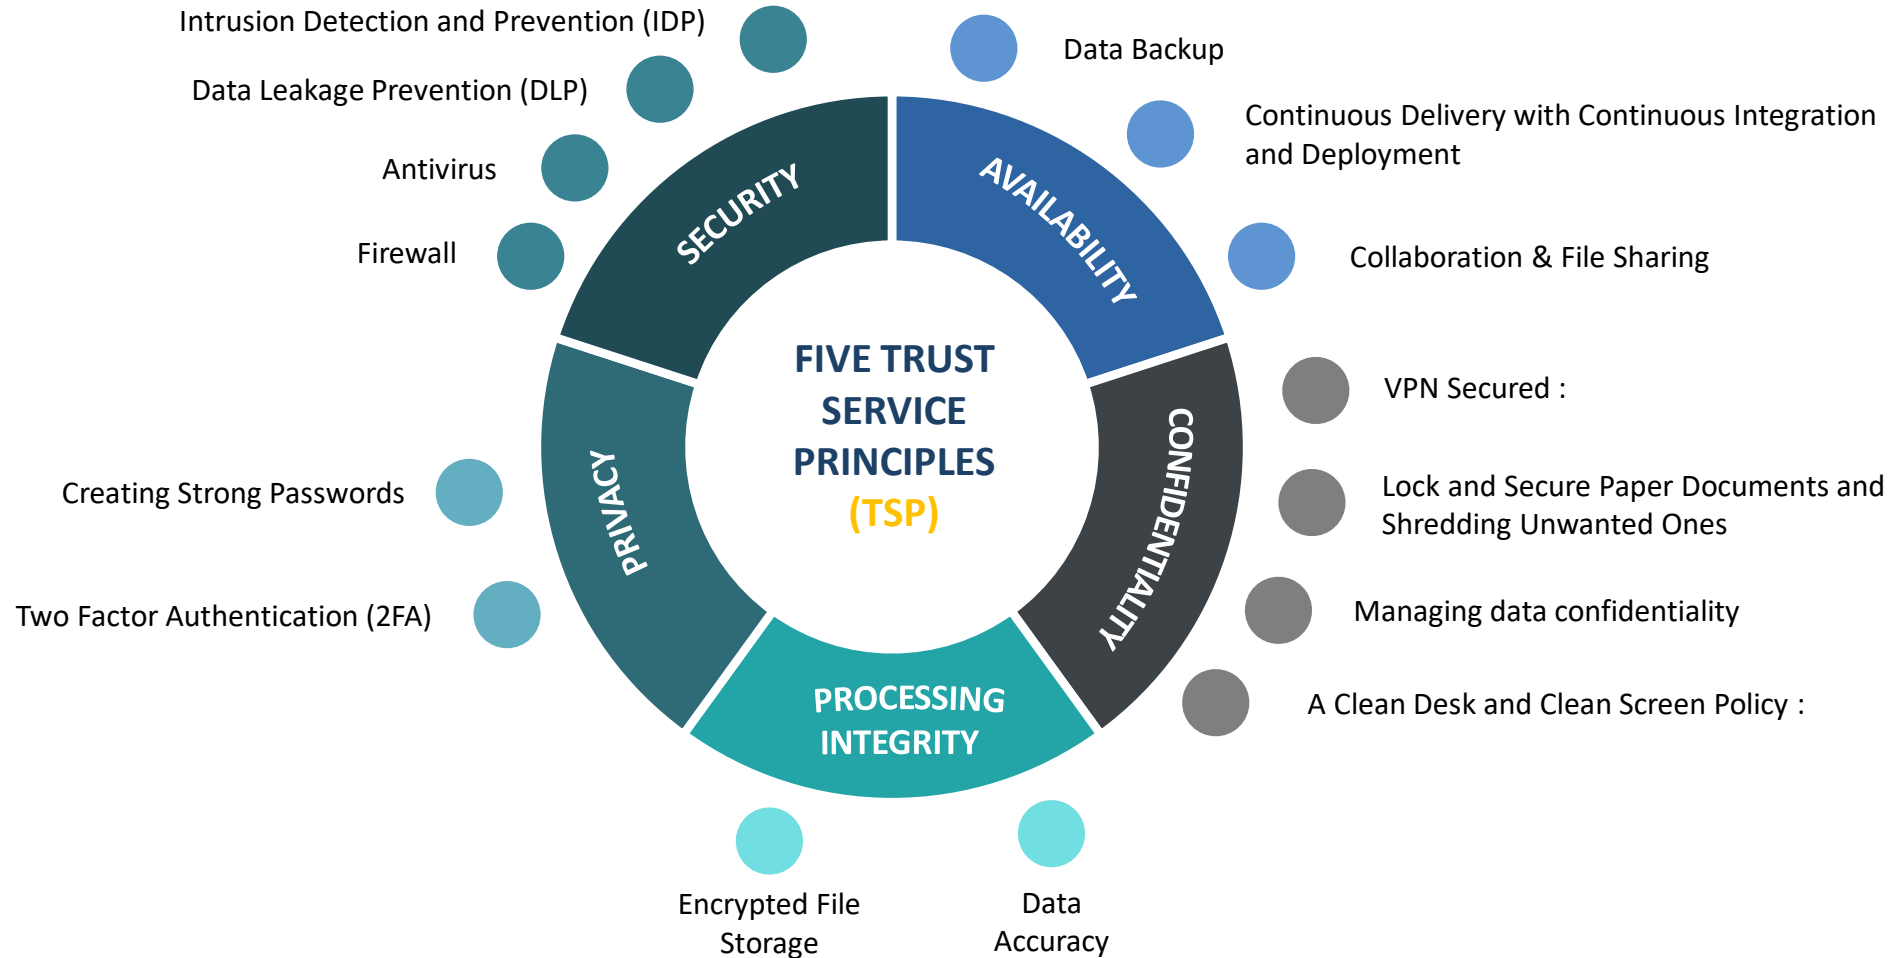 Intrusion Detection and Prevention (IDP)
Data Leakage Prevention (DLP)
Antivirus
Firewall
Data Backup
Continuous Delivery with Continuous Integration
and Deployment
Collaboration & File Sharing
SECURITY
AVAILABILITY
FIVE TRUST
SERVICE
PRINCIPLES
(TSP)
CONFIDENTIALITY
VPN Secured :
Lock and Secure Paper Documents and
Shredding Unwanted Ones
Managing data confidentiality
A Clean Desk and Clean Screen Policy :
PRIVACY
Creating Strong Passwords
Two Factor Authentication (2FA)
PROCESSING
INTEGRITY
Encrypted File
Storage
Data
Accuracy